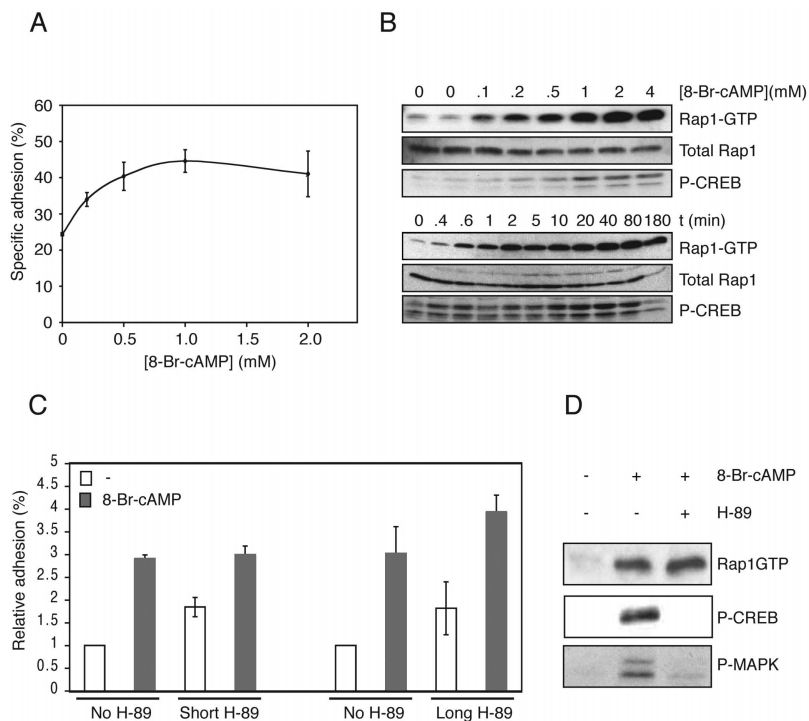 A
60
50
40
30
20
10
0
Specific adhesion (%)
0 0.5 1.0 1.5 2.0
[8-Br-cAMP] (mM)
B
0 0 .1 .2 .5 1 2 4 [8-Br-cAMP](mM)
Rap1-GTP
Total Rap1
P-CREB
0 .4 .6 1 2 5 10 20 40 80 180 t (min)
Rap1-GTP
Total Rap1
P-CREB
C
5
4.5
4
3.5
3
2.5
2
1.5
1
0.5
0
Relative adhesion (%)
-
8-Br-cAMP
No H-89 Short H-89 No H-89 Long H-89
D
- + + 8-Br-cAMP
- - + H-89
Rap1GTP
P-CREB
P-MAPK